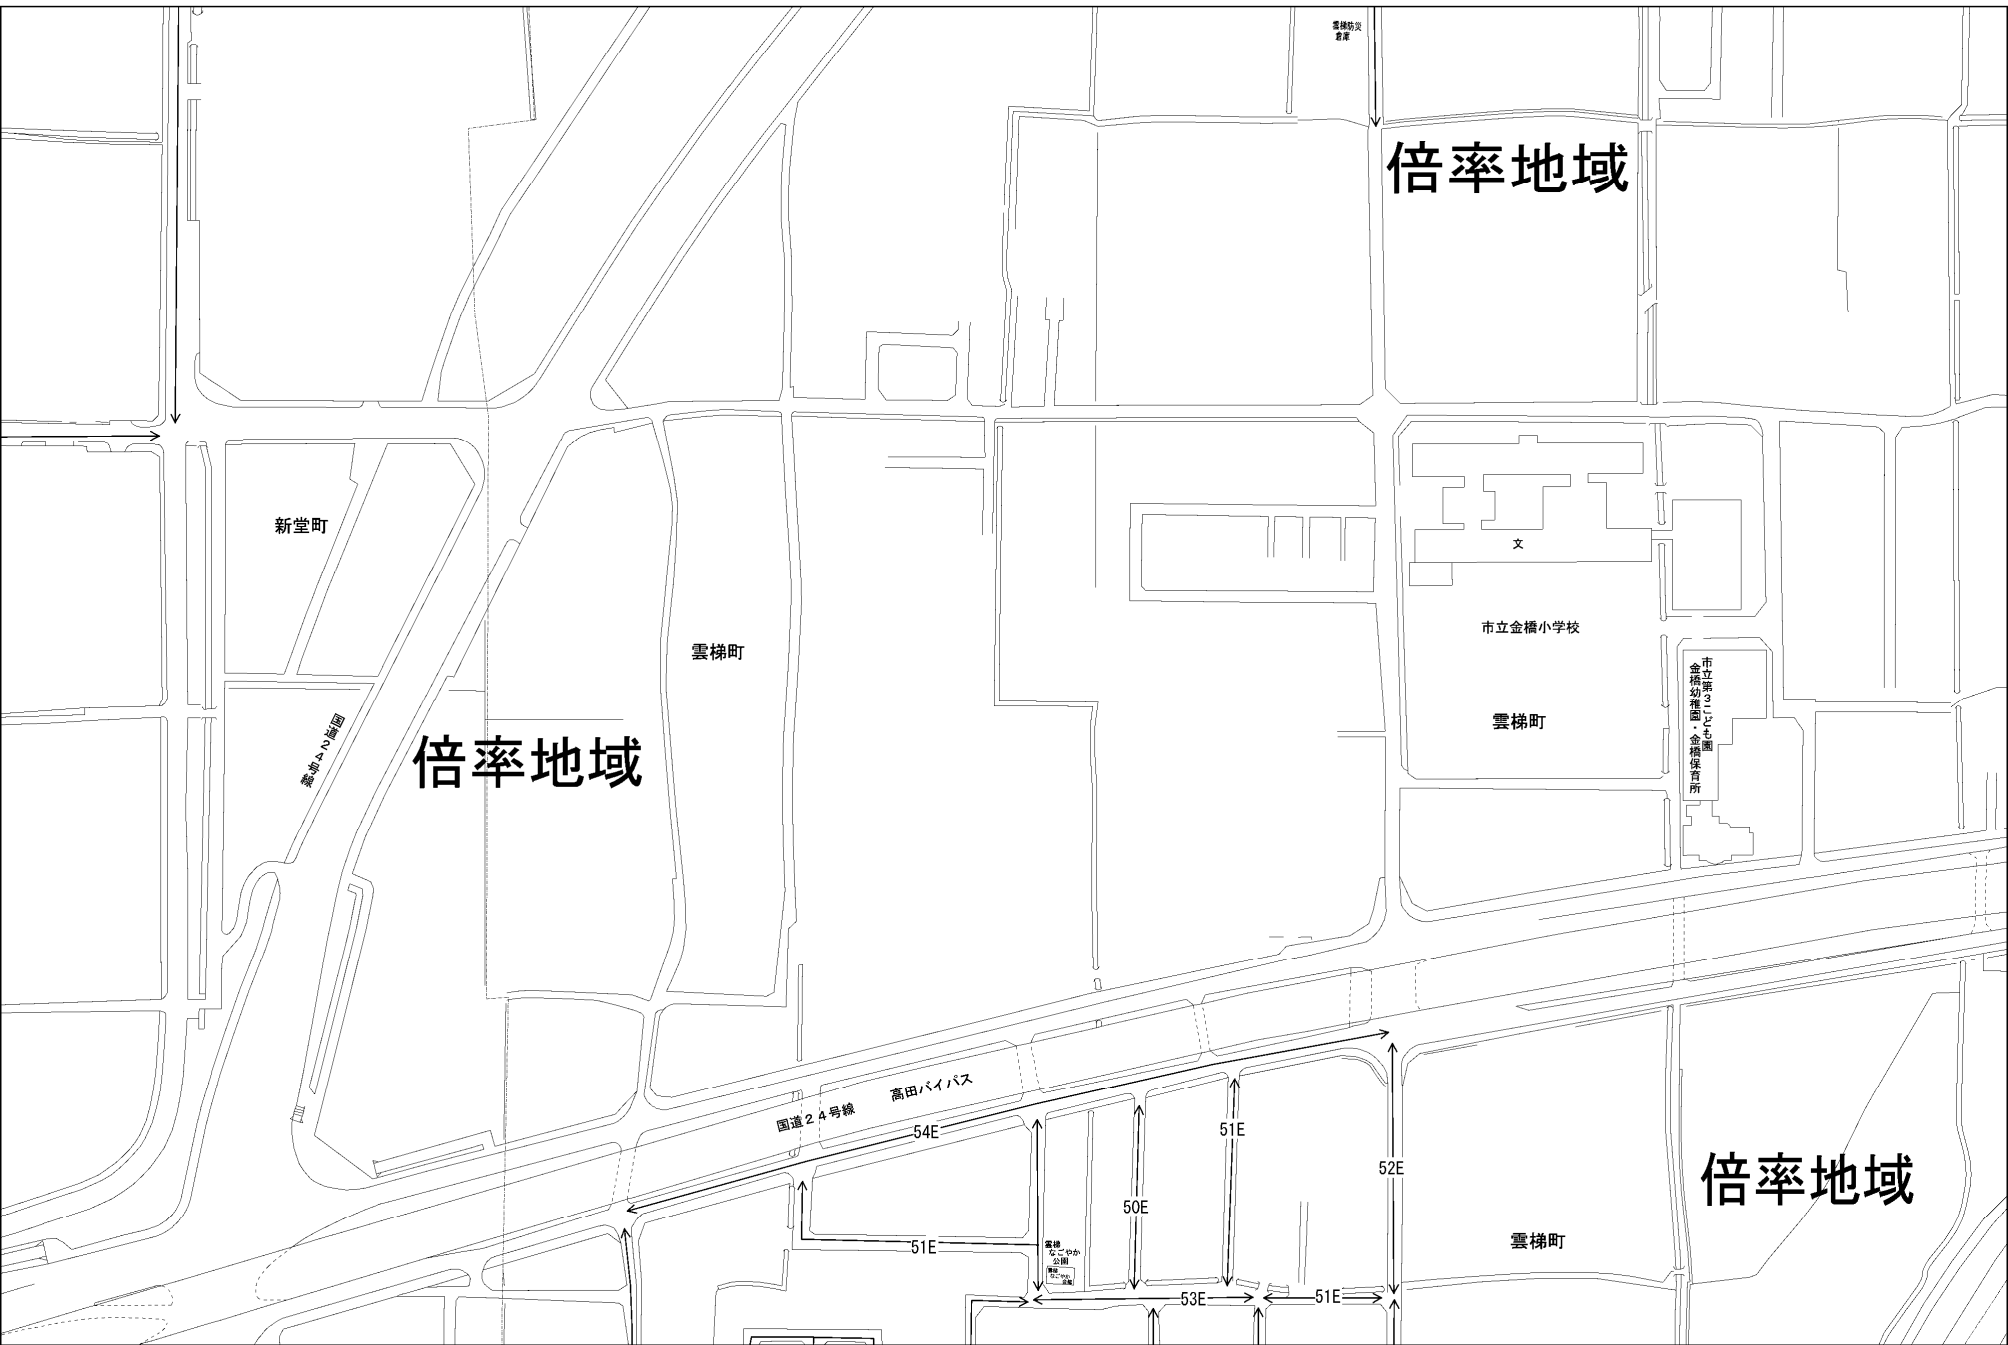 雲梯防災
倉庫
倍率地域
新堂町
文
市立金橋小学校
雲梯町
市立第3こども園
金橋幼稚園・金橋保育所
雲梯町
国道24号線
倍率地域
国道24号線 高田バイパス
54E
51E
52E
倍率地域
50E
雲梯町
51E
雲梯
なごやか
公園
53E
51E